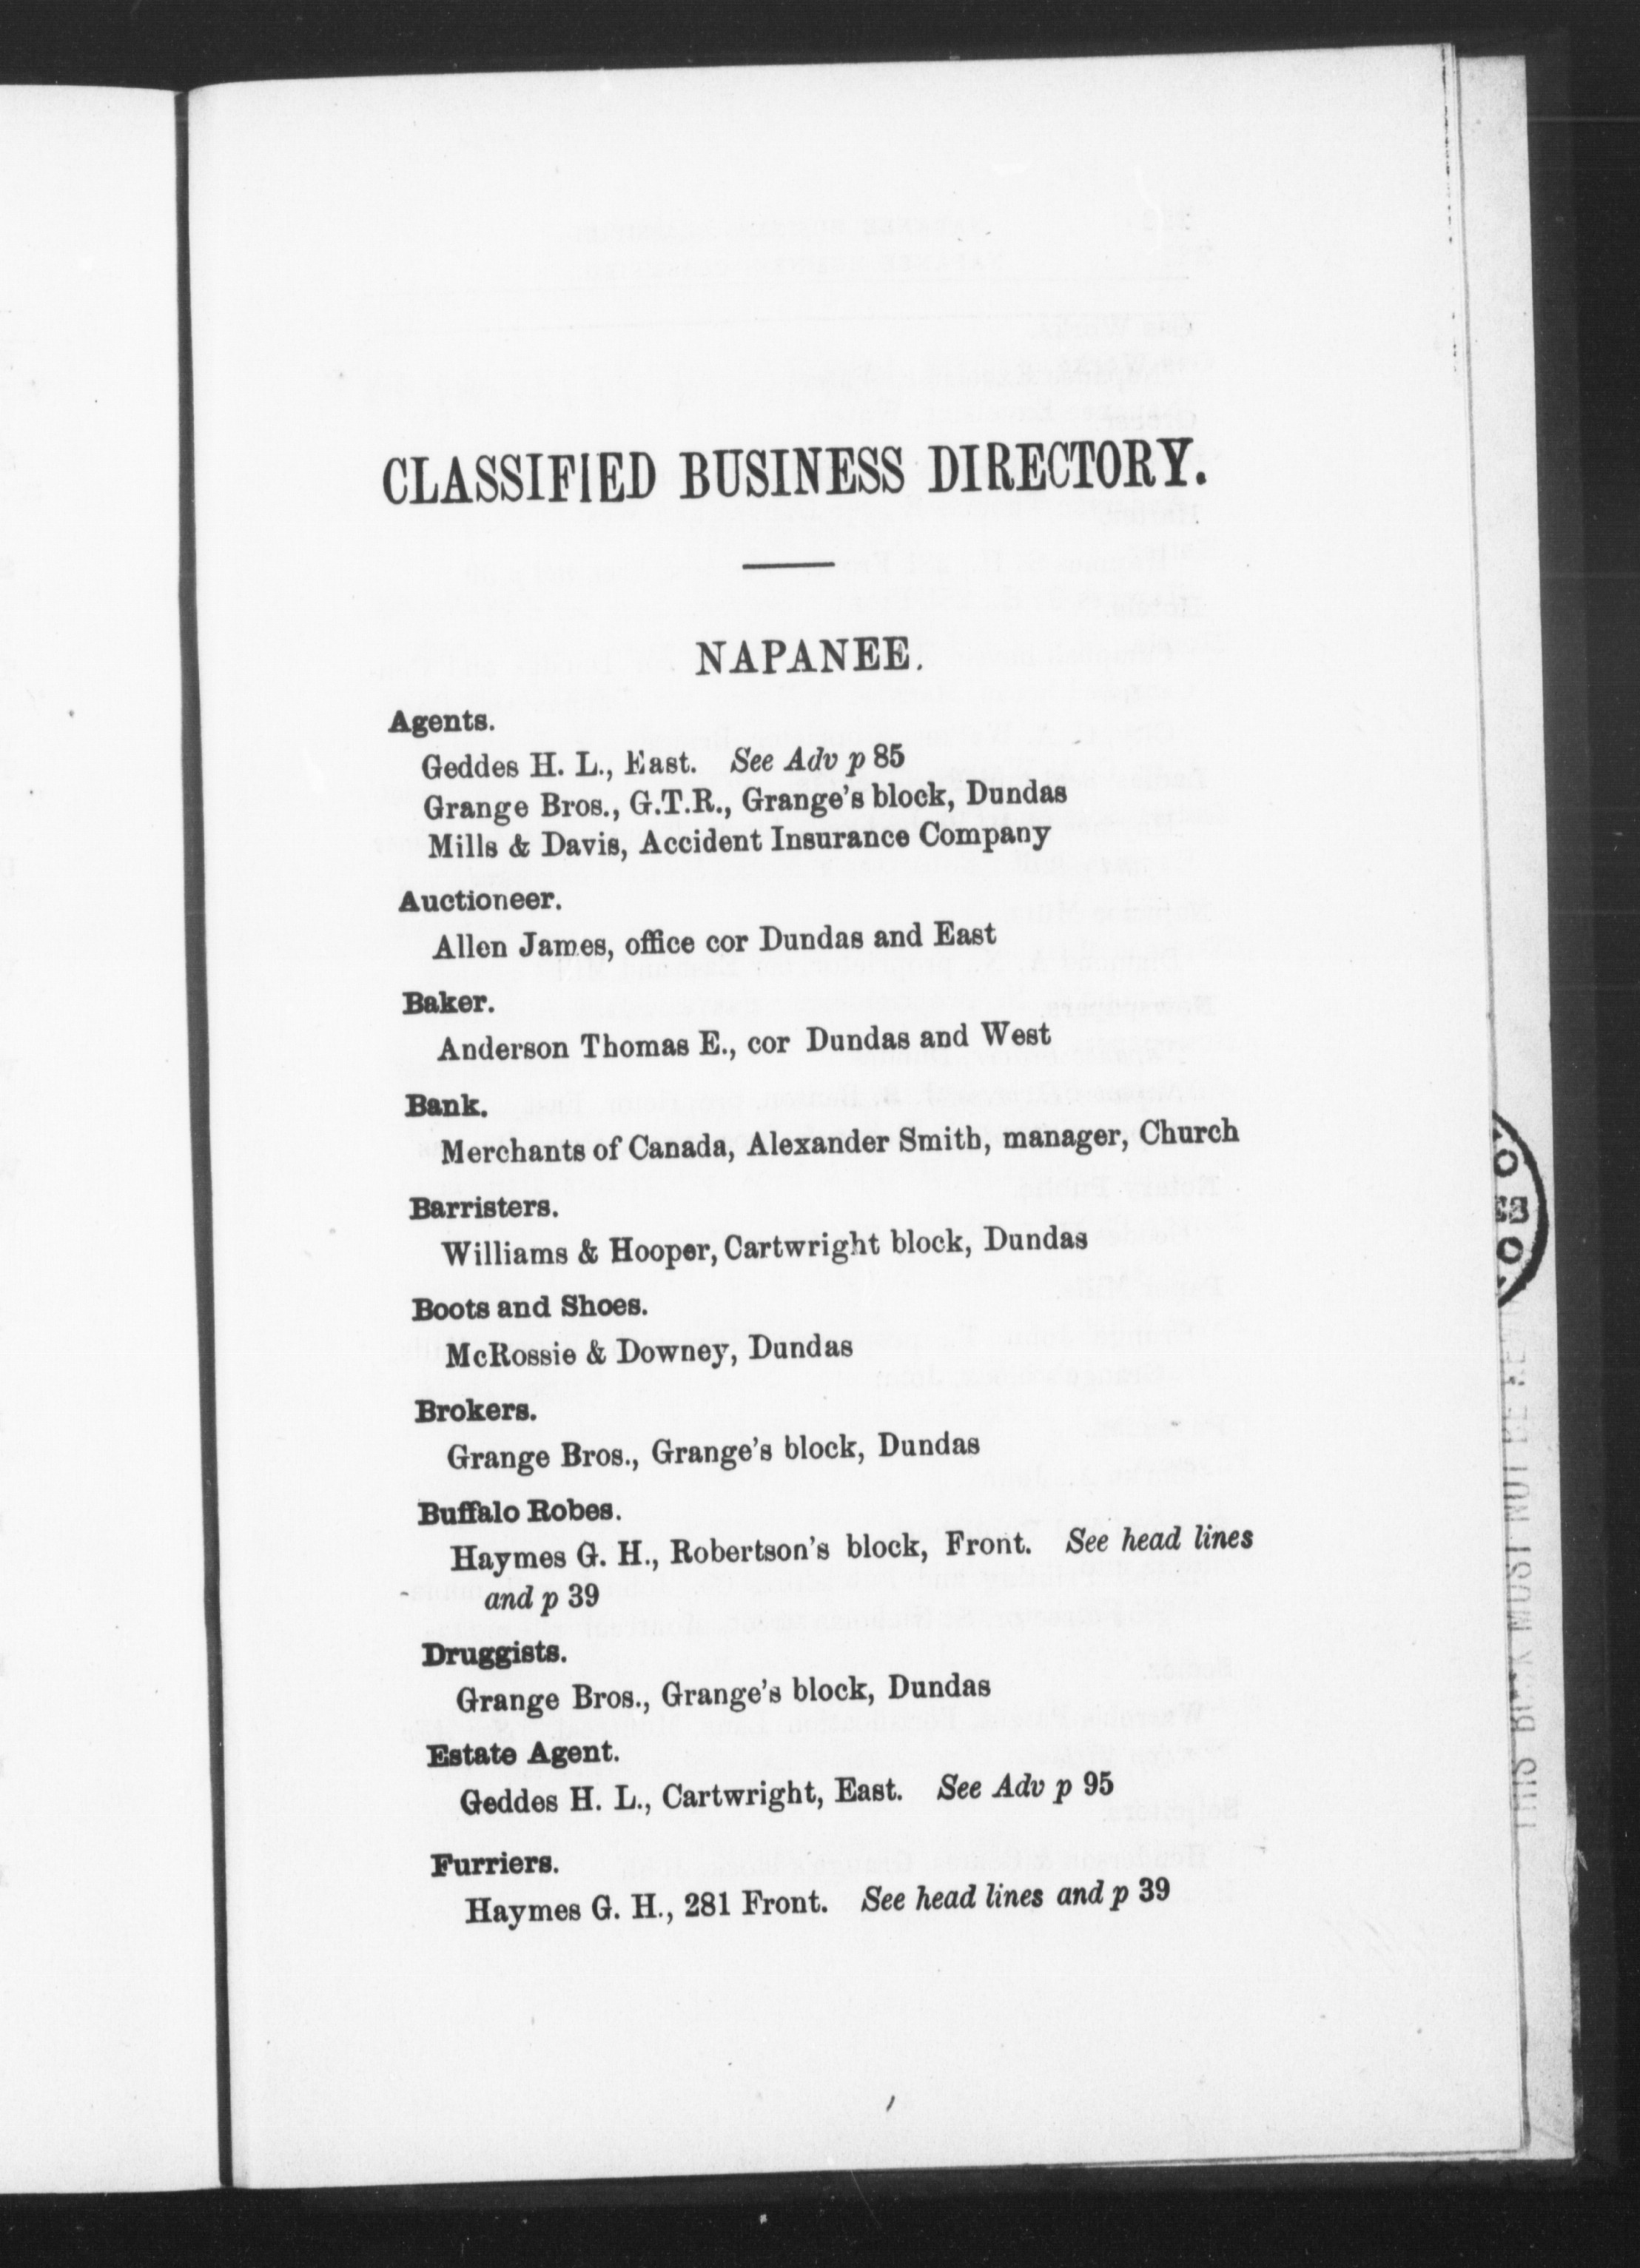 CLASSIFIED BUSINESS DIRECTORY.
NAPANEE.
Agents.
Geddes H. L., East. See Adv p 85
Grange Bros., G.T.R., Grange's block, Dundas
Mills & Davis, Accident Insurance Company
Auctioneer.
Allen James, office cor Dundas and East
Baker.
Anderson Thomas E., cor Dundas and West
Bank.
Merchants of Canada, Alexander Smith, manager, Church
Barristers.
Williams & Hooper, Cartwright block, Dundas
Boots and Shoes.
McRossie & Downey, Dundas
Brokers.
Grange Bros., Grange's block, Dundas
Buffalo Robes.
Haymes G. H., Robertson's block, Front. See head lines
and p 39
Druggists.
Grange Bros., Grange's block, Dundas
Estate Agent.
Geddes H. L., Cartwright, East. See Adv p 95
Furriers.
Haymes G. H., 281 Front. See head lines and p 39
THIS BOOK MUST NOT BE